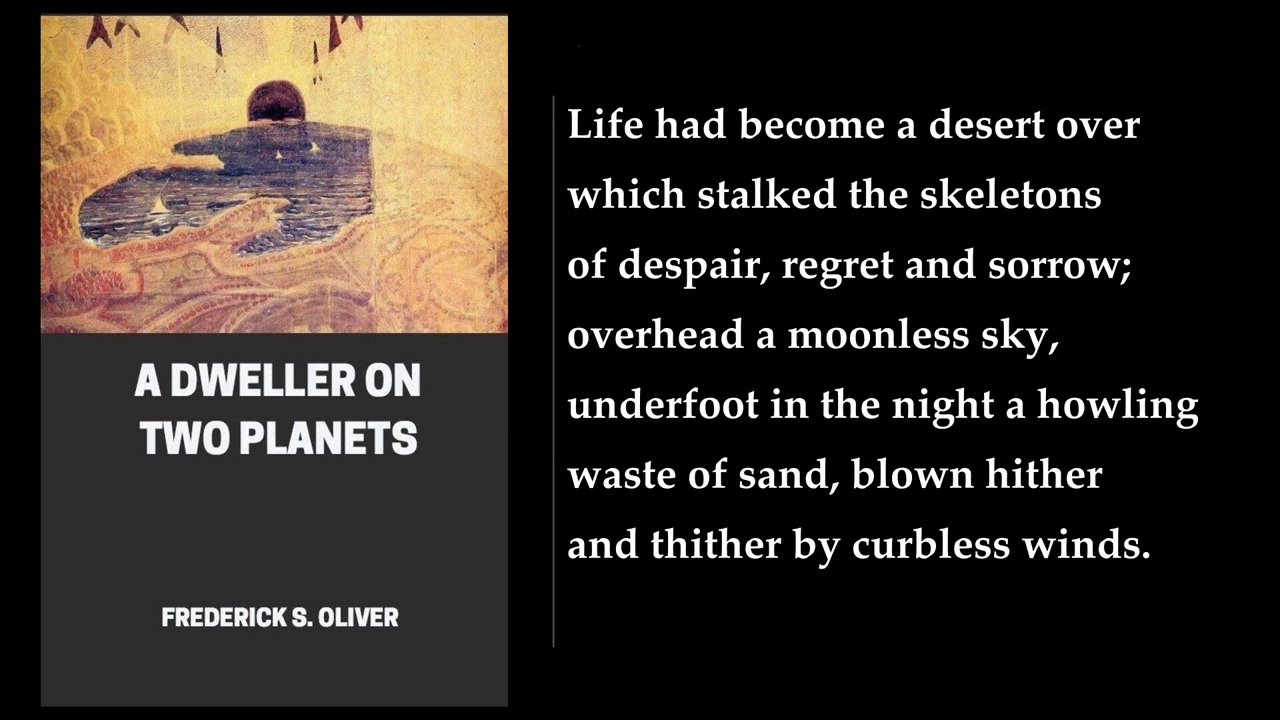 A DWELLER ON
TWO PLANETS
FREDERICK S. OLIVER
Life had become a desert over
which stalked the skeletons
of despair, regret and sorrow;
overhead a moonless sky,
underfoot in the night a howling
waste of sand, blown hither
and thither by curbless winds.